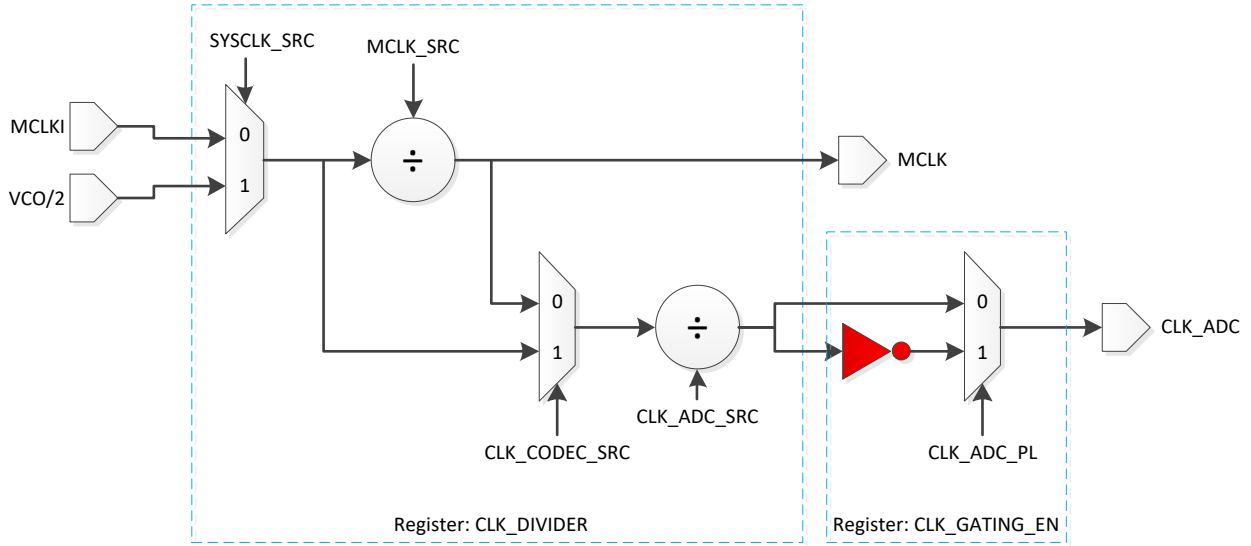 SYSCLK_SRC
MCLK_SRC
MCLKI
0
÷
MCLK
1
VCO/2
0
÷
0
CLK_ADC
1
1
CLK_ADC_SRC
CLK_CODEC_SRC
CLK_ADC_PL
Register: CLK_DIVIDER
Register: CLK_GATING_EN